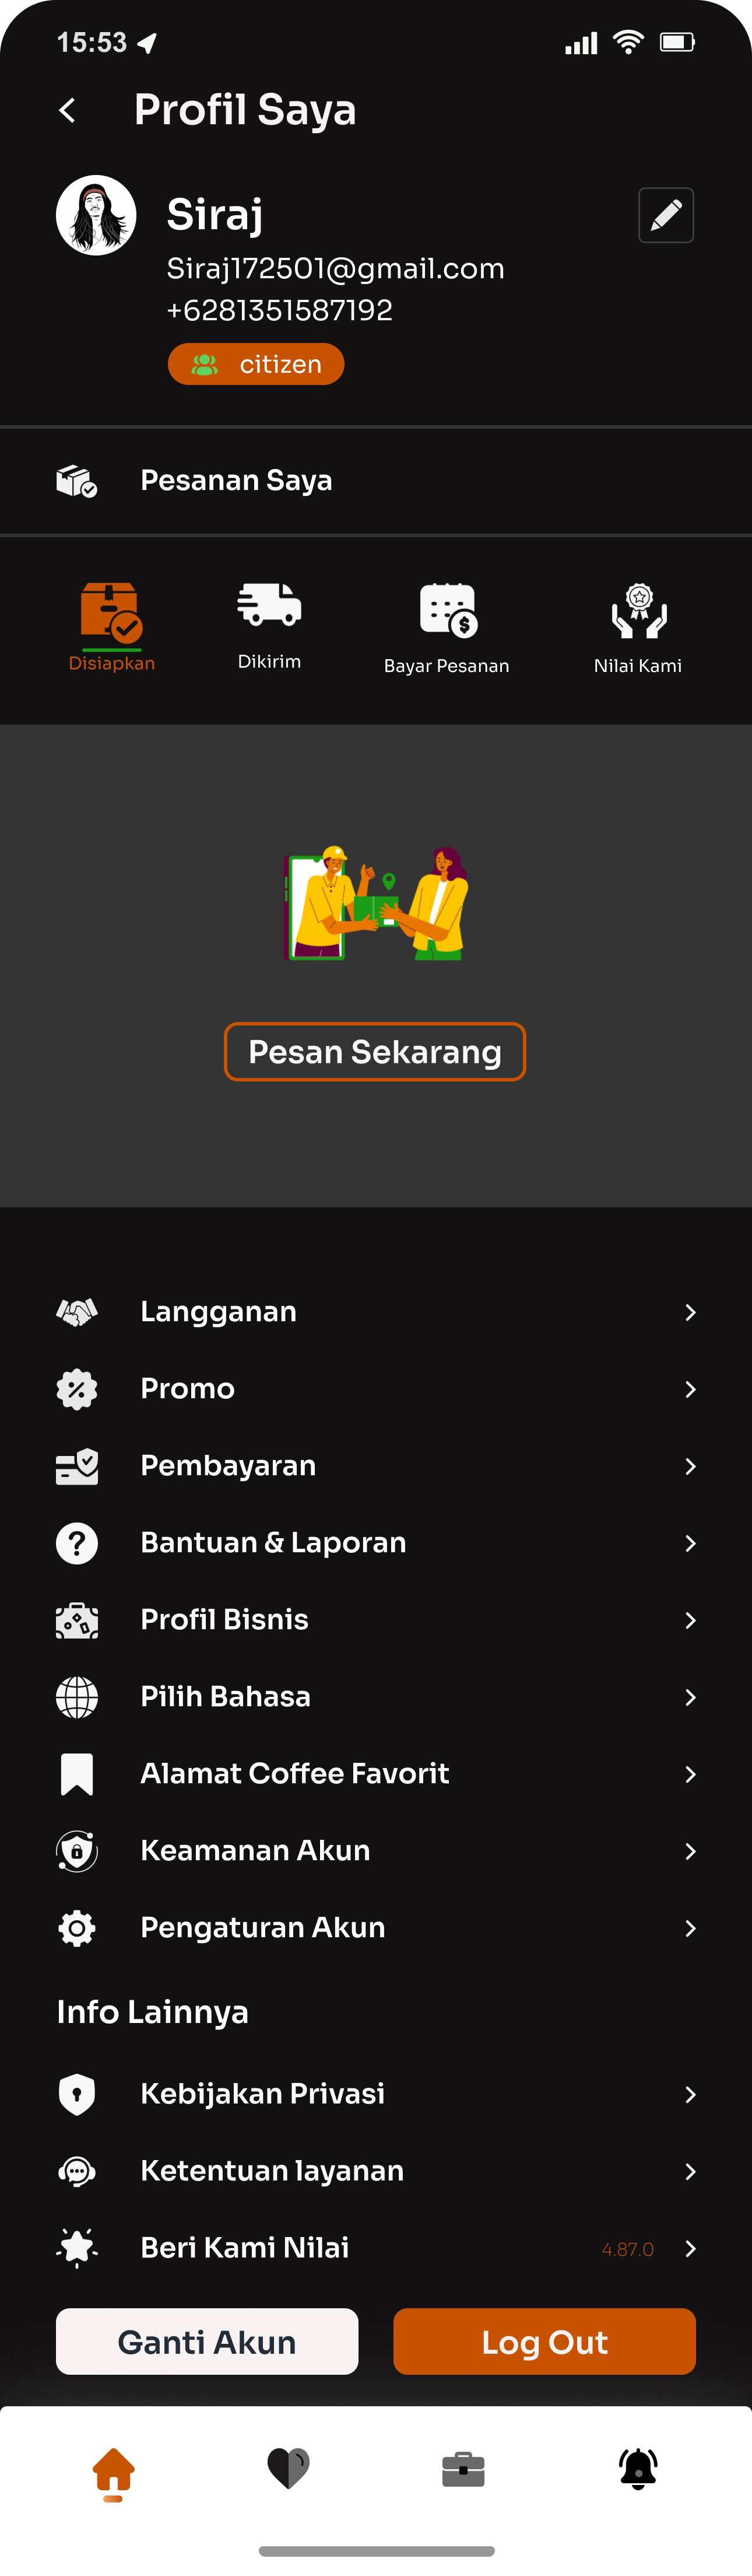 15:53
Profil Saya
Siraj
Siraj172501@gmail.com
+6281351587192
citizen
Pesanan Saya
Disiapkan
Dikirim
Bayar Pesanan
Nilai Kami
Pesan Sekarang
Langganan
Promo
Pembayaran
Bantuan & Laporan
Profil Bisnis
Pilih Bahasa
Alamat Coffee Favorit
Keamanan Akun
Pengaturan Akun
Info Lainnya
Kebijakan Privasi
Ketentuan layanan
Beri Kami Nilai 4.87.0
Ganti Akun
Log Out